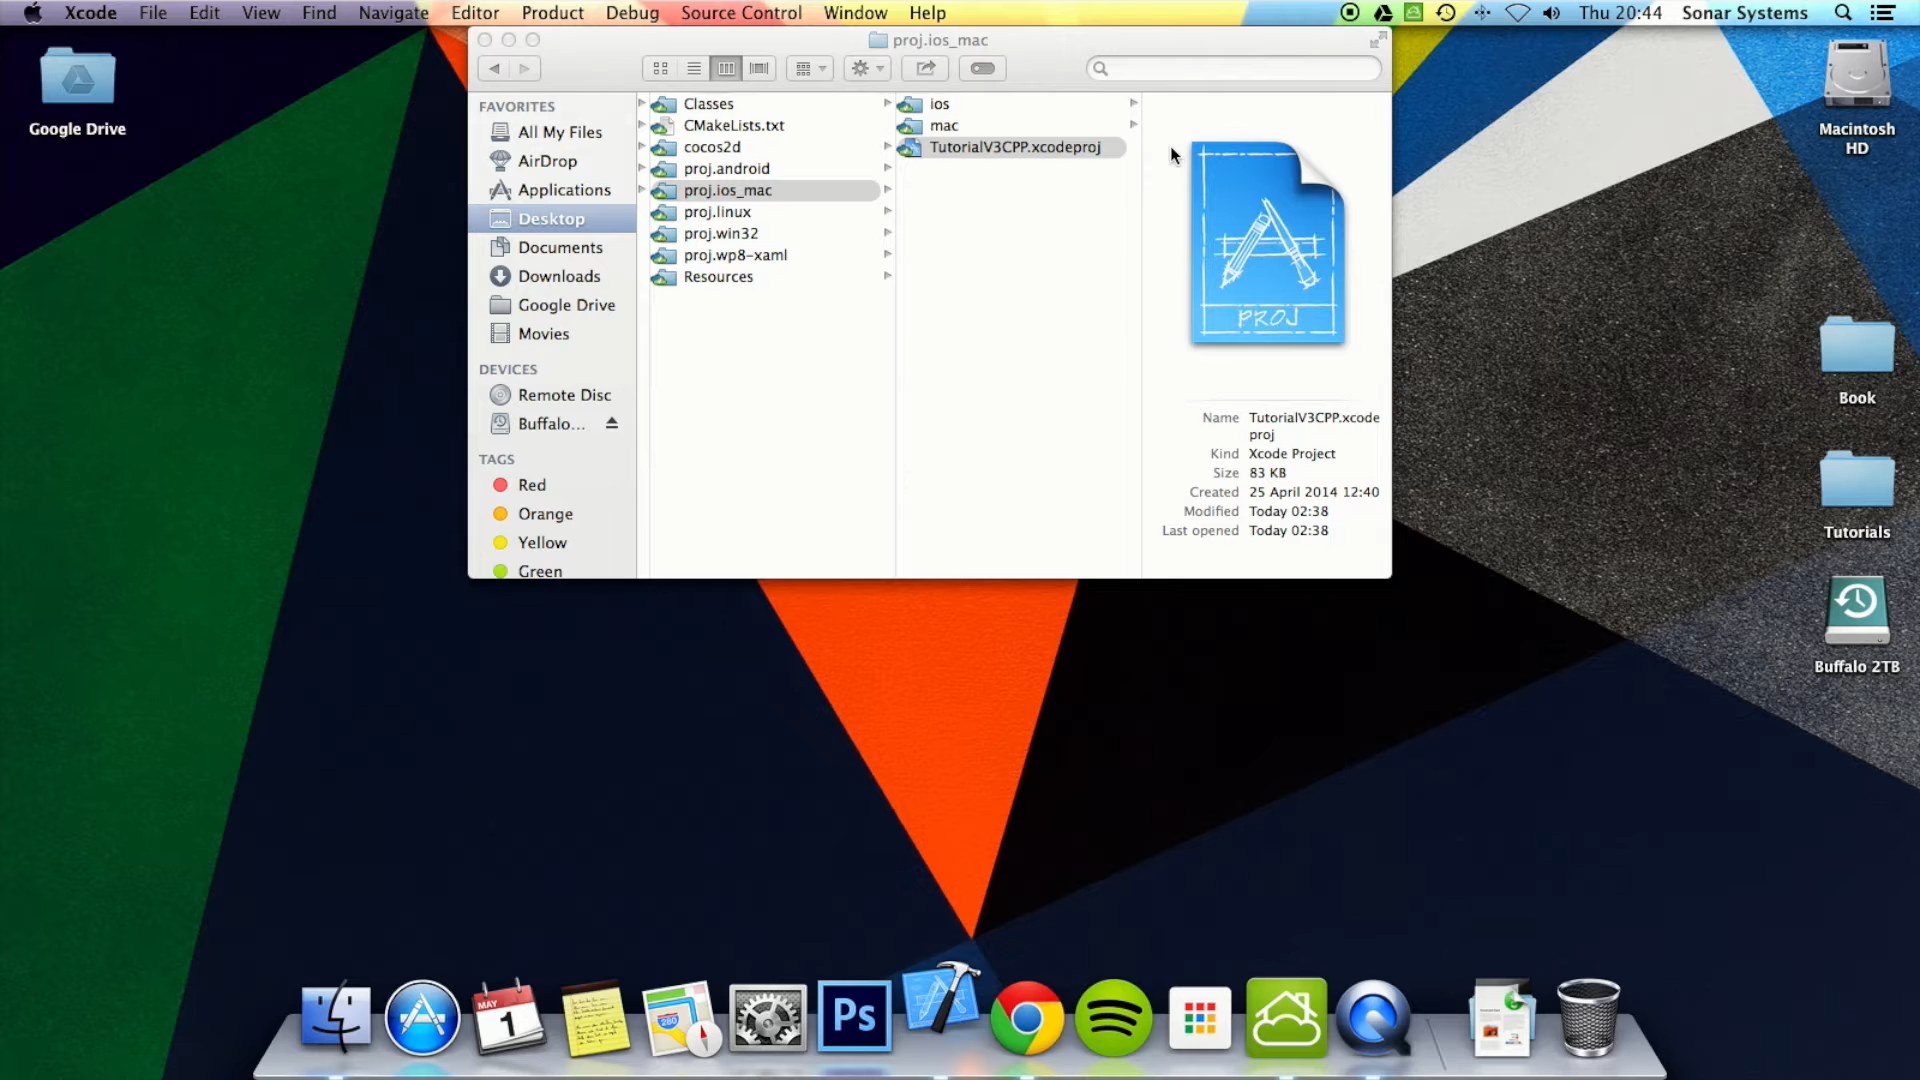 Xcode File Edit View Find Navigate Editor Product Debug Source Control Window Help Thu 20:44 Sonar Systems
proj.ios_mac
Google Drive
FAVORITES
All My Files
AirDrop
Applications
Desktop
Documents
Downloads
Google Drive
Movies
DEVICES
Remote Disc
Buffalo...
TAGS
Red
Orange
Yellow
Green
Classes
CMakeLists.txt
cocos2d
proj.android
proj.ios_mac
proj.linux
proj.win32
proj.wp8-xaml
Resources
ios
mac
TutorialV3CPP.xcodeproj
PROJ
Name TutorialV3CPP.xcode
proj
Kind Xcode Project
Size 83 KB
Created 25 April 2014 12:40
Modified Today 02:38
Last opened Today 02:38
Macintosh
HD
Book
Tutorials
Buffalo 2TB
MAY
1
280
Ps